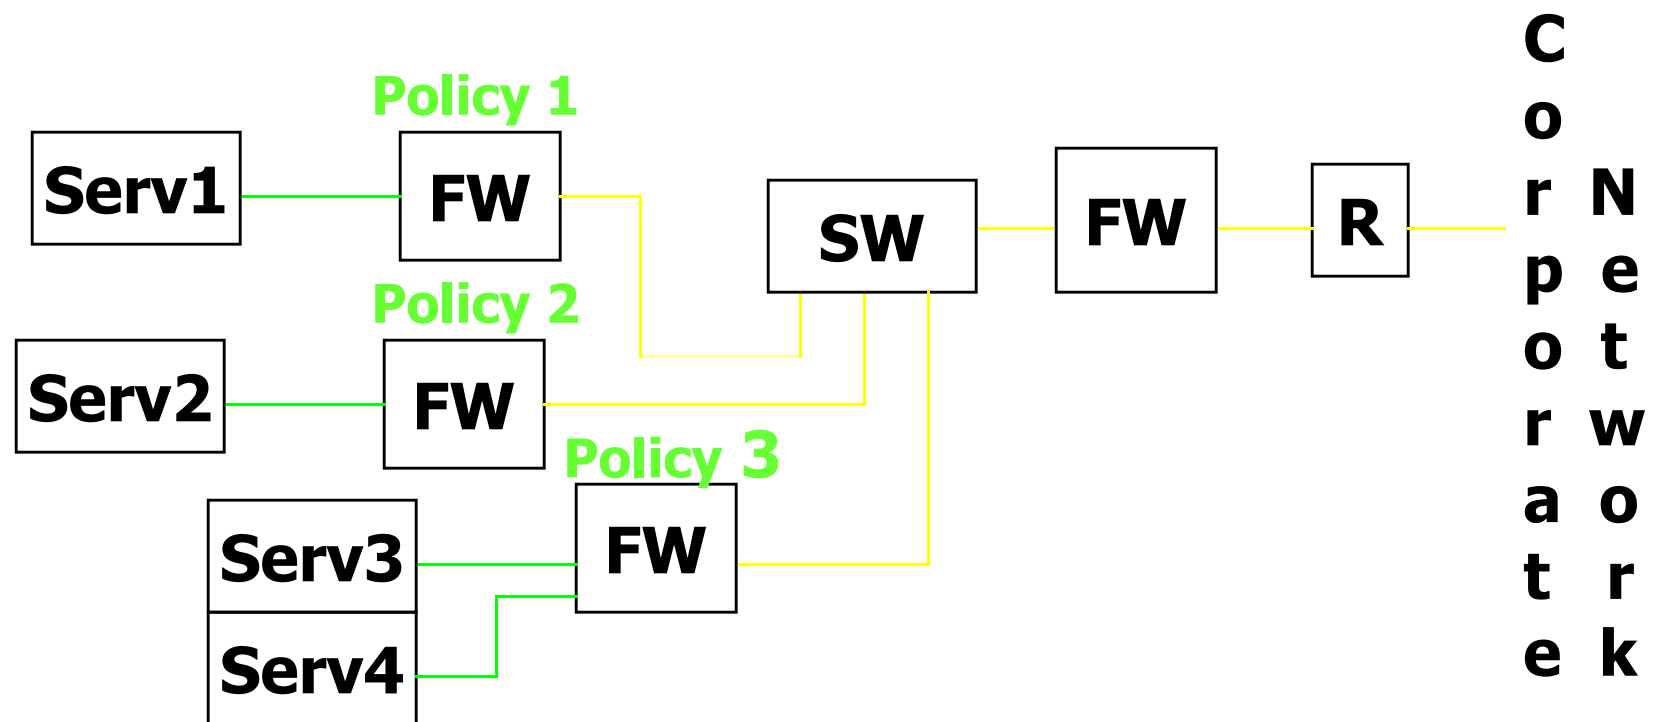 Policy 1
Serv1
FW
SW
FW
R
Policy 2
Serv2
FW
Policy 3
Serv3
FW
Serv4
Corporate
Network